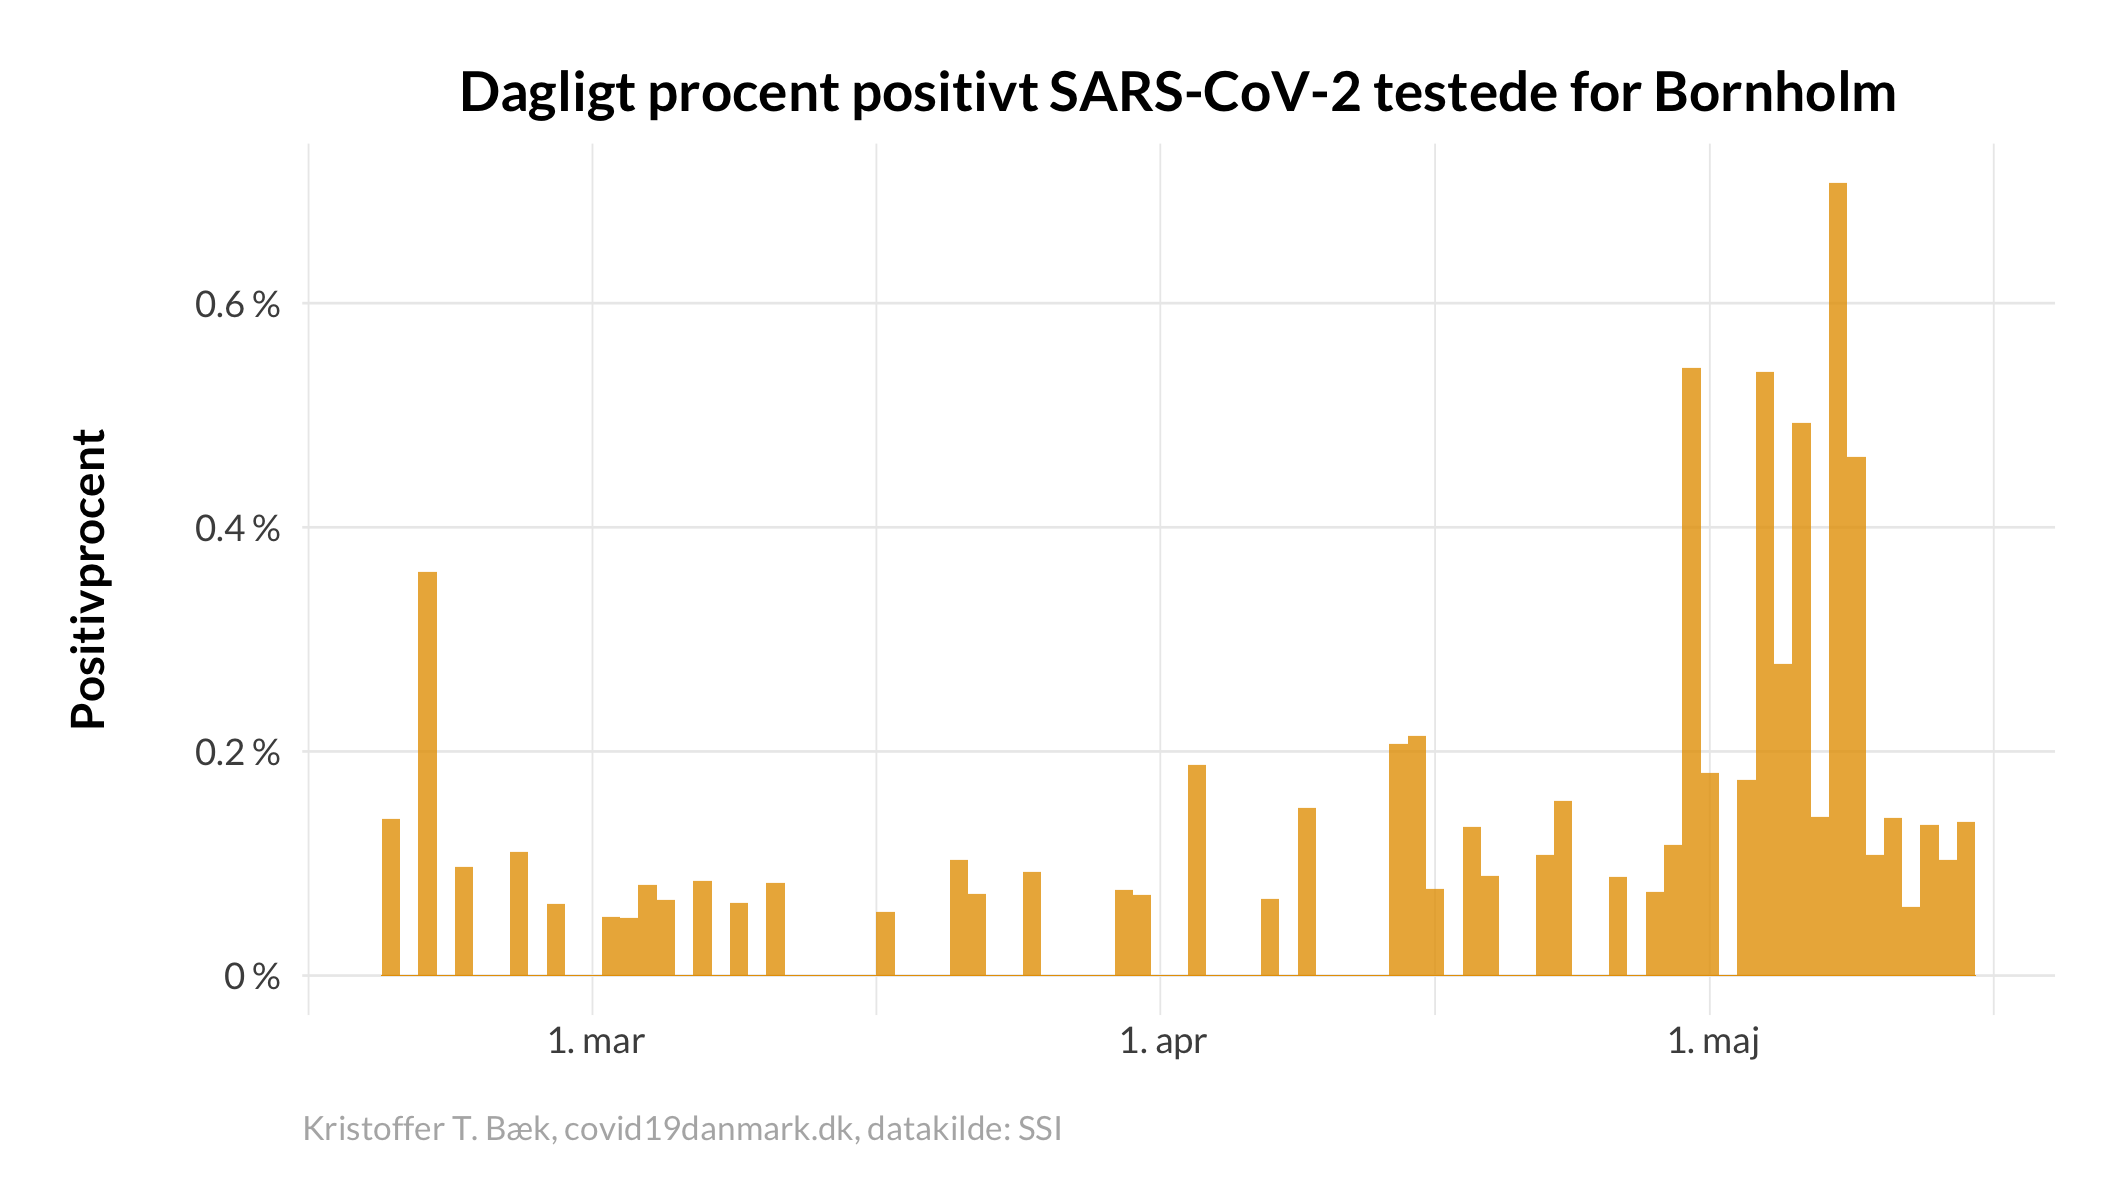 Dagligt procent positivt SARS-CoV-2 testede for Bornholm
Positivprocent
0.6 %
0.4 %
0.2 %
0 %
1. mar
1. apr
1. maj
Kristoffer T. Bæk, covid19danmark.dk, datakilde: SSI